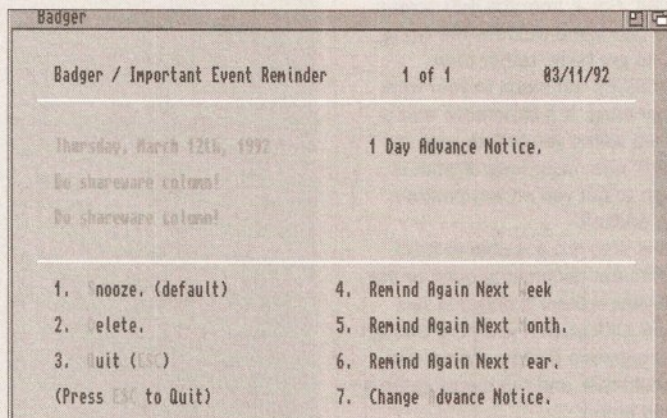 Badger
Badger / Important Event Reminder 1 of 1 03/11/92
Thursday, March 12th, 1992 1 Day Advance Notice.
Do shareware column!
Do shareware column!
1. nooze. (default) 4. Remind Again Next eek
2. elete. 5. Remind Again Next onth.
3. uit ( ) 6. Remind Again Next ear.
(Press ESC to Quit) 7. Change dvance Notice.